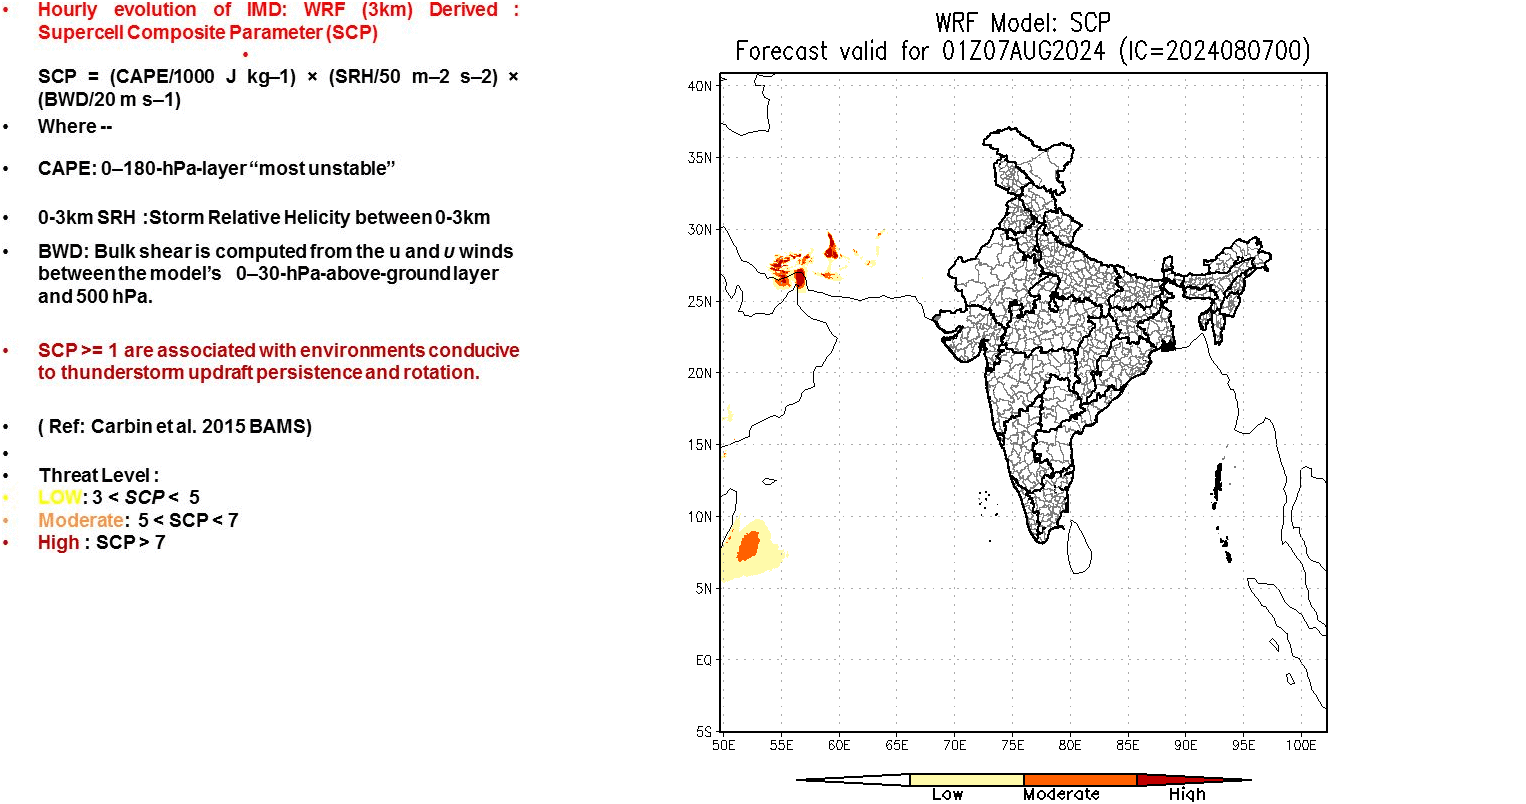 • Hourly evolution of IMD: WRF (3km) Derived :
Supercell Composite Parameter (SCP)
•
SCP = (CAPE/1000 J kg–1) × (SRH/50 m–2 s–2) ×
(BWD/20 m s–1)
• Where --
• CAPE: 0–180-hPa-layer “most unstable”
• 0-3km SRH :Storm Relative Helicity between 0-3km
• BWD: Bulk shear is computed from the u and υ winds
between the model’s 0–30-hPa-above-ground layer
and 500 hPa.
• SCP >= 1 are associated with environments conducive
to thunderstorm updraft persistence and rotation.
• ( Ref: Carbin et al. 2015 BAMS)
•
• Threat Level :
• LOW: 3 < SCP < 5
• Moderate: 5 < SCP < 7
• High : SCP > 7
WRF Model: SCP
Forecast valid for 01Z07AUG2024 (IC=2024080700)
40N
35N
30N
25N
20N
15N
10N
5N
EQ
5S
50E 55E 60E 65E 70E 75E 80E 85E 90E 95E 100E
Low Moderate High